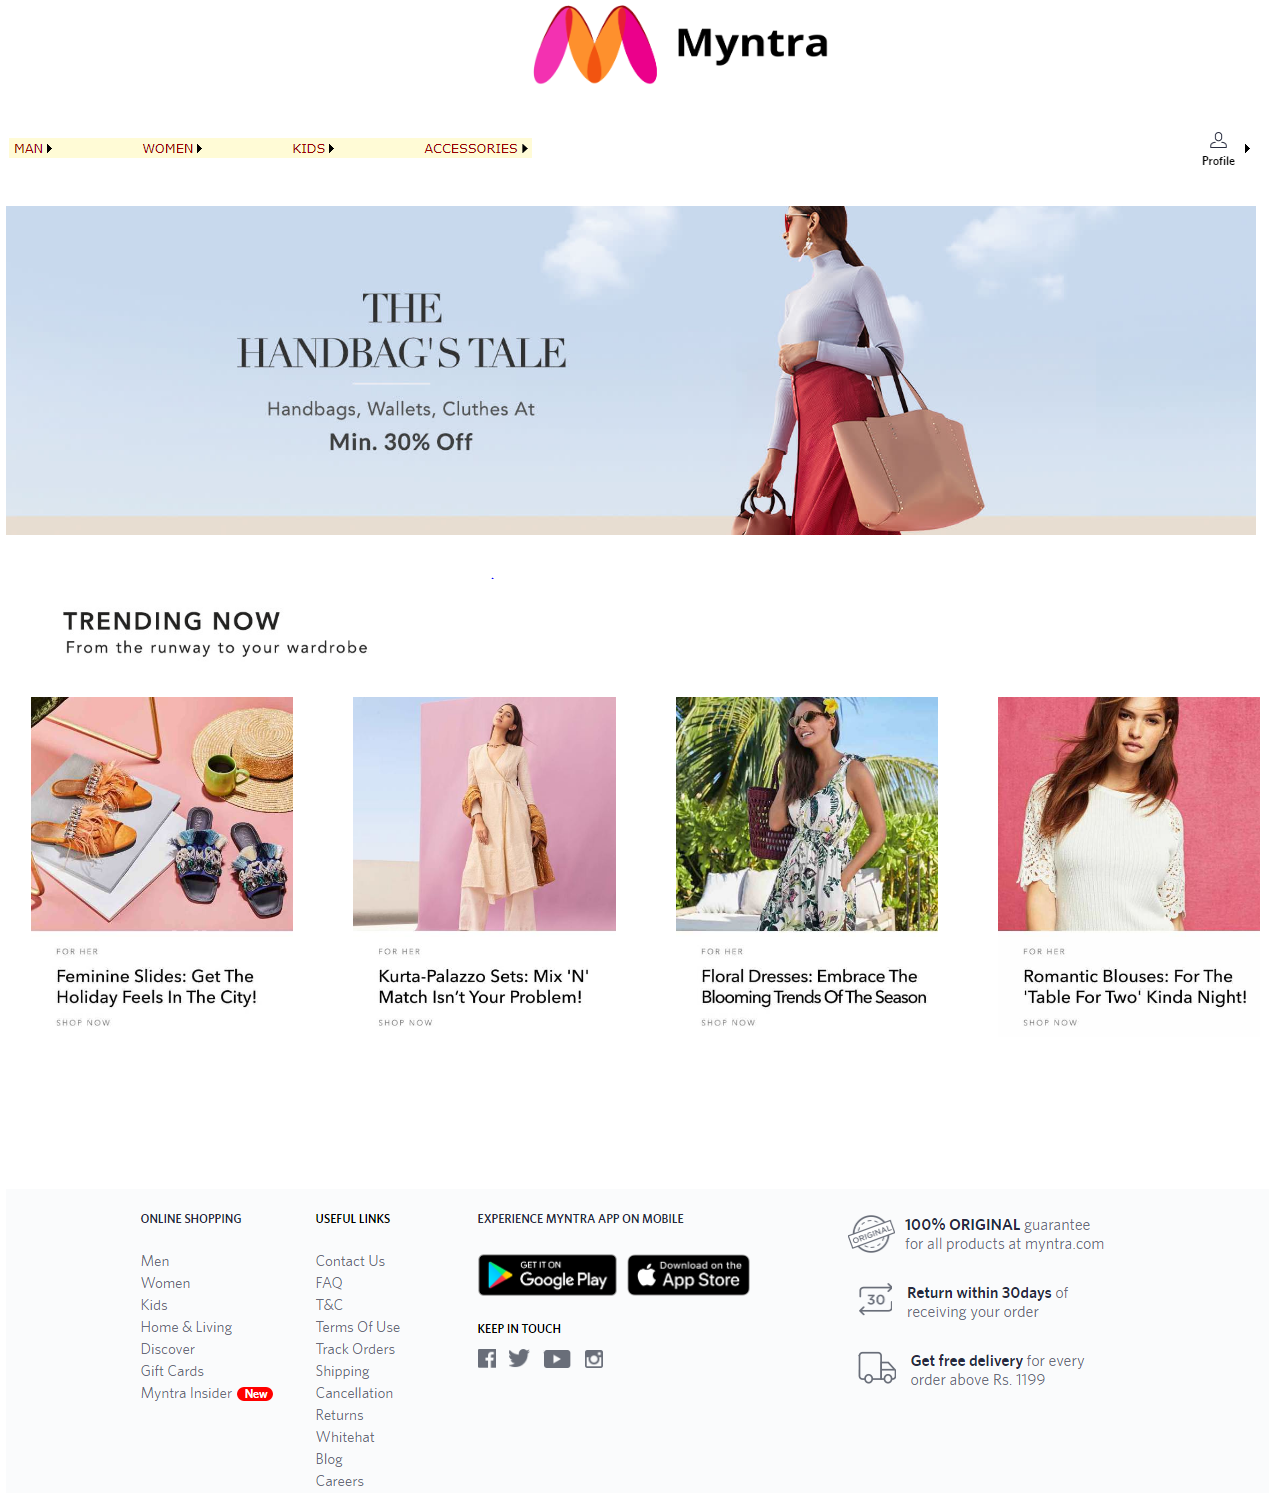 Myntra
MAN
WOMEN
KIDS
ACCESSORIES
Profile
THE
HANDBAG'S TALE
Handbags, Wallets, Cluthes At
Min. 30% Off
.
TRENDING NOW
From the runway to your wardrobe
FOR HER
Feminine Slides: Get The
Holiday Feels In The City!
SHOP NOW
FOR HER
Kurta-Palazzo Sets: Mix 'N'
Match Isn't Your Problem!
SHOP NOW
FOR HER
Floral Dresses: Embrace The
Blooming Trends Of The Season
SHOP NOW
FOR HER
Romantic Blouses: For The
'Table For Two' Kinda Night!
SHOP NOW
ONLINE SHOPPING
Men
Women
Kids
Home & Living
Discover
Gift Cards
Myntra Insider New
USEFUL LINKS
Contact Us
FAQ
T&C
Terms Of Use
Track Orders
Shipping
Cancellation
Returns
Whitehat
Blog
Careers
EXPERIENCE MYNTRA APP ON MOBILE
GET IT ON
Google Play
Download on the
App Store
KEEP IN TOUCH
ORIGINAL
100% ORIGINAL guarantee
for all products at myntra.com
30
Return within 30days of
receiving your order
Get free delivery for every
order above Rs. 1199